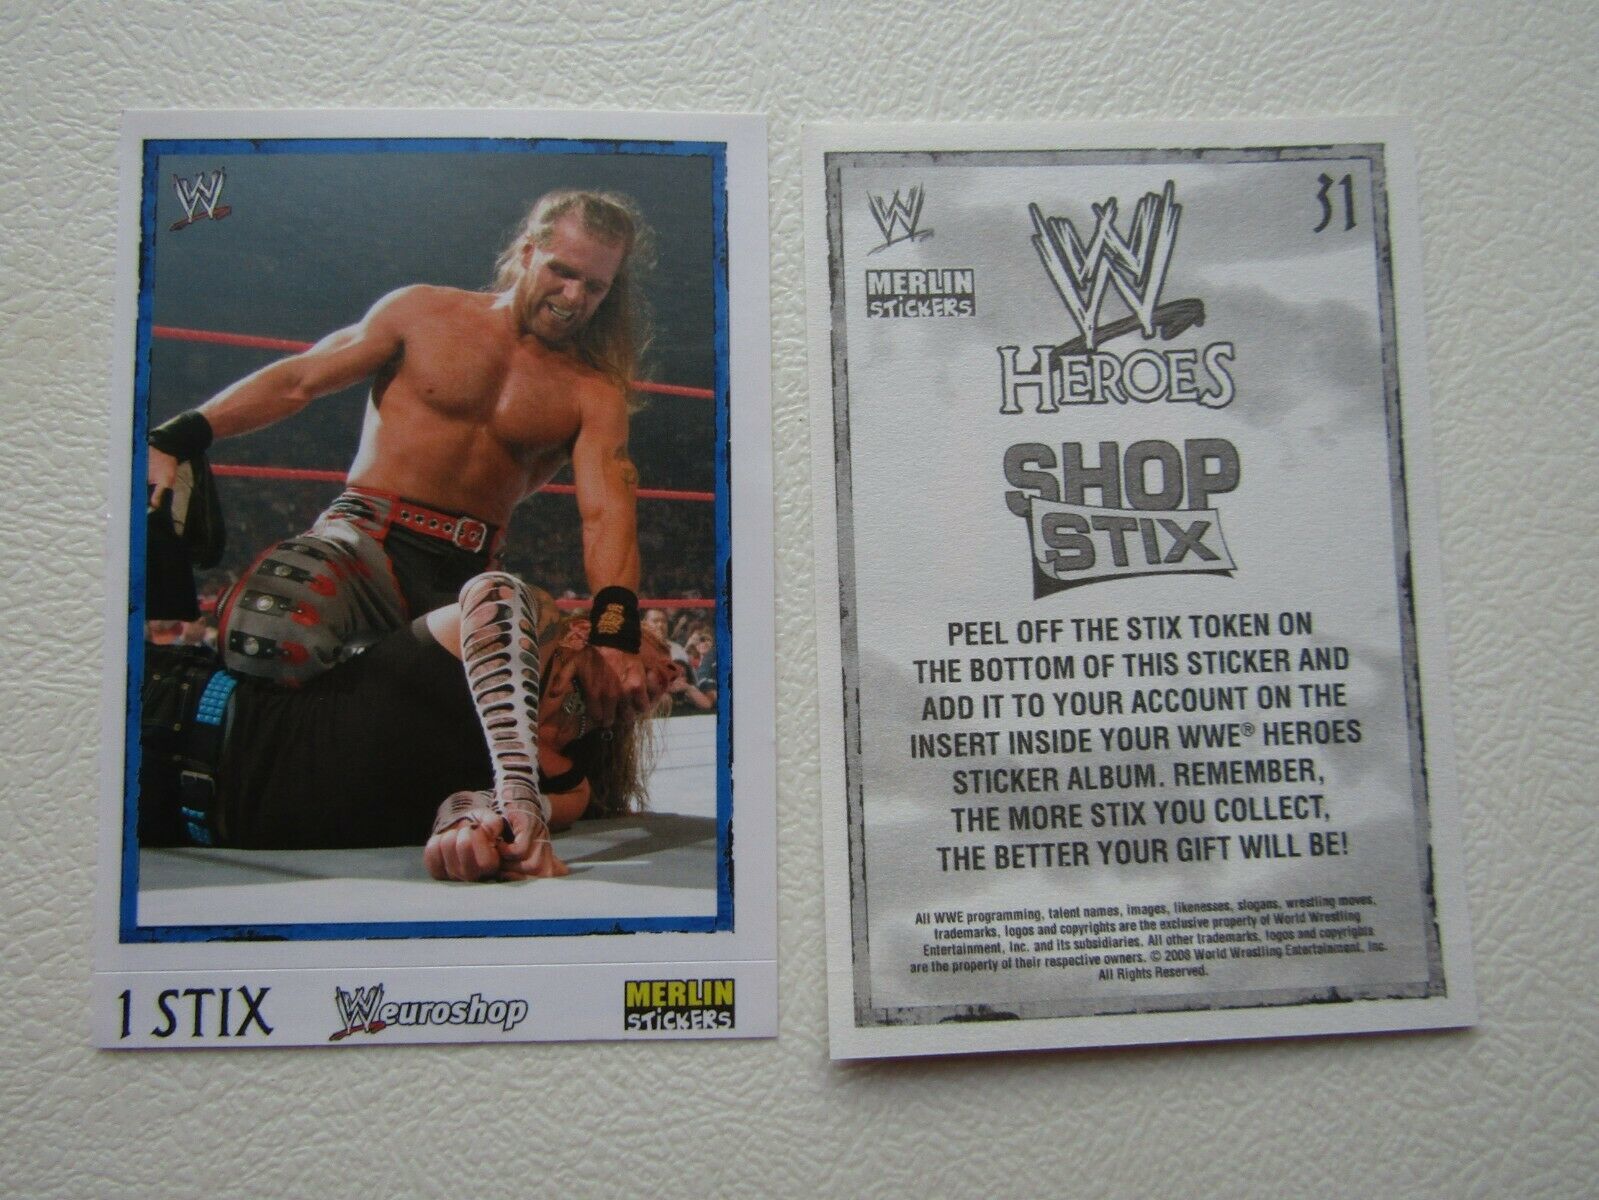 W
1 STIX
W euroshop
MERLIN
STICKERS
W
31
MERLIN
STICKERS
W
HEROES
SHOP
STIX
PEEL OFF THE STIX TOKEN ON
THE BOTTOM OF THIS STICKER AND
ADD IT TO YOUR ACCOUNT ON THE
INSERT INSIDE YOUR WWE® HEROES
STICKER ALBUM. REMEMBER,
THE MORE STIX YOU COLLECT,
THE BETTER YOUR GIFT WILL BE!
All WWE programming, talent names, images, likenesses, slogans, wrestling moves,
trademarks, logos and copyrights are the exclusive property of World Wrestling
Entertainment, Inc. and its subsidiaries. All other trademarks, logos and copyrights
are the property of their respective owners. © 2008 World Wrestling Entertainment, Inc.
All Rights Reserved.